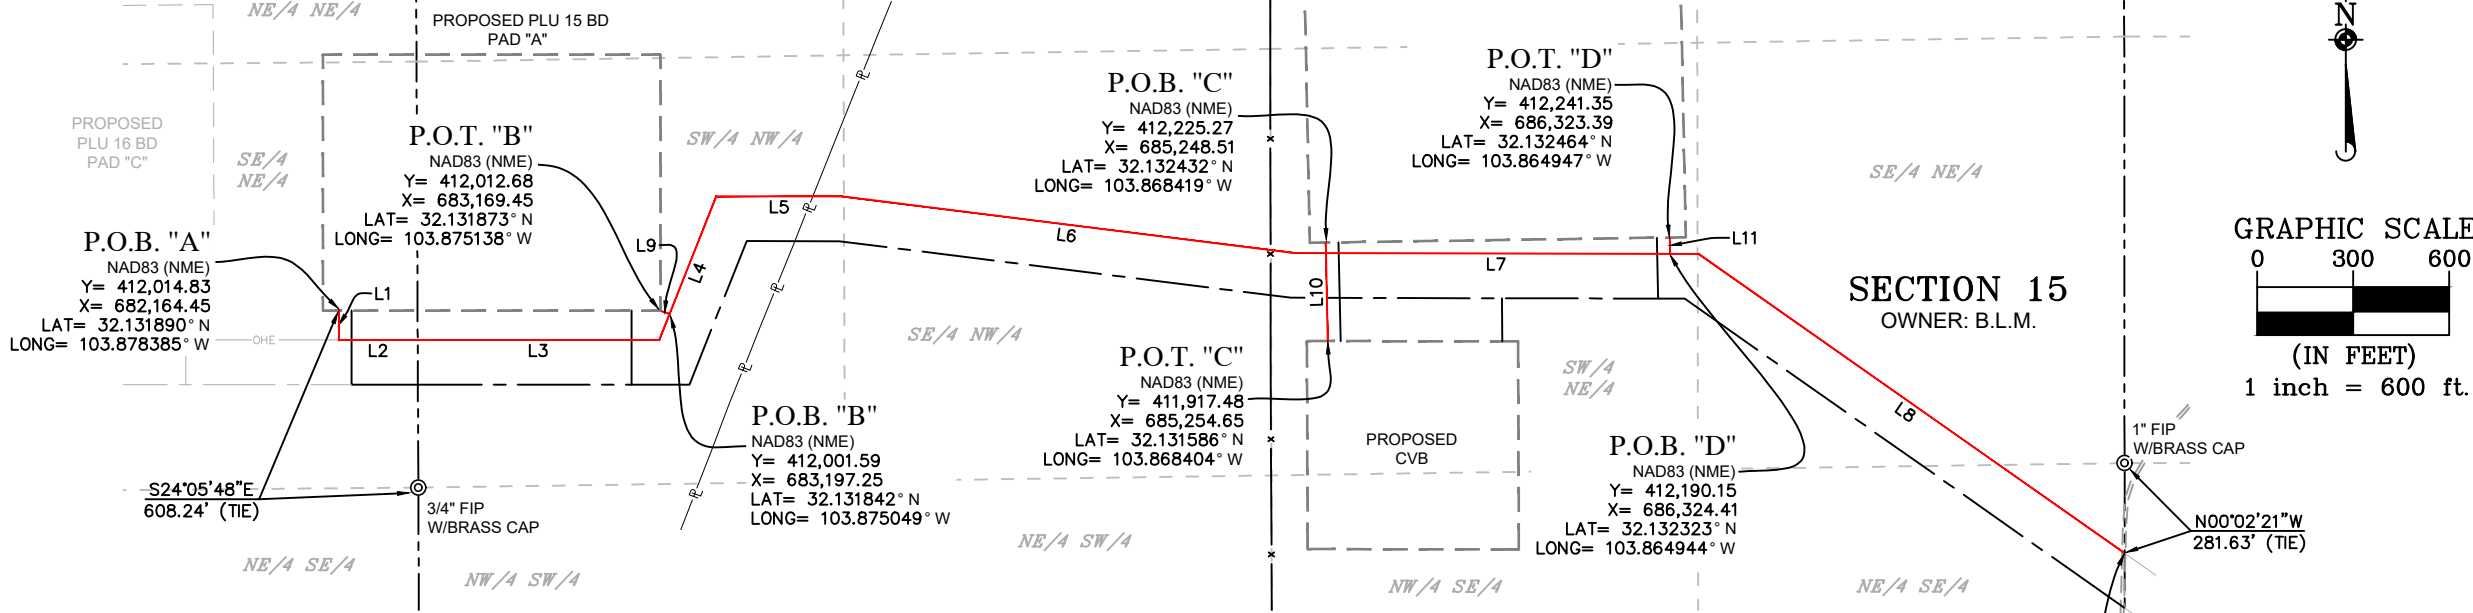 NE/4 NE/4
PROPOSED PLU 15 BD
PAD "A"
PROPOSED
PLU 16 BD
PAD "C"
SE/4
NE/4
P.O.T. "B"
NAD83 (NME)
Y= 412,012.68
X= 683,169.45
LAT= 32.131873° N
LONG= 103.875138° W
P.O.B. "A"
NAD83 (NME)
Y= 412,014.83
X= 682,164.45
LAT= 32.131890° N
LONG= 103.878385° W
OHE
L1
L2
L3
L9
L4
L5
L6
SW/4 NW/4
PL
PL
PL
PL
PL
SE/4 NW/4
P.O.B. "B"
NAD83 (NME)
Y= 412,001.59
X= 683,197.25
LAT= 32.131842° N
LONG= 103.875049° W
S24°05'48"E
608.24' (TIE)
3/4" FIP
W/BRASS CAP
NE/4 SE/4
NW/4 SW/4
NE/4 SW/4
P.O.B. "C"
NAD83 (NME)
Y= 412,225.27
X= 685,248.51
LAT= 32.132432° N
LONG= 103.868419° W
P.O.T. "D"
NAD83 (NME)
Y= 412,241.35
X= 686,323.39
LAT= 32.132464° N
LONG= 103.864947° W
L7
L10
L11
P.O.T. "C"
NAD83 (NME)
Y= 411,917.48
X= 685,254.65
LAT= 32.131586° N
LONG= 103.868404° W
PROPOSED
CVB
SW/4
NE/4
P.O.B. "D"
NAD83 (NME)
Y= 412,190.15
X= 686,324.41
LAT= 32.132323° N
LONG= 103.864944° W
NW/4 SE/4
SE/4 NE/4
SECTION 15
OWNER: B.L.M.
L8
NE/4 SE/4
1" FIP
W/BRASS CAP
N00°02'21"W
281.63' (TIE)
N
GRAPHIC SCALE
0 300 600
(IN FEET)
1 inch = 600 ft.